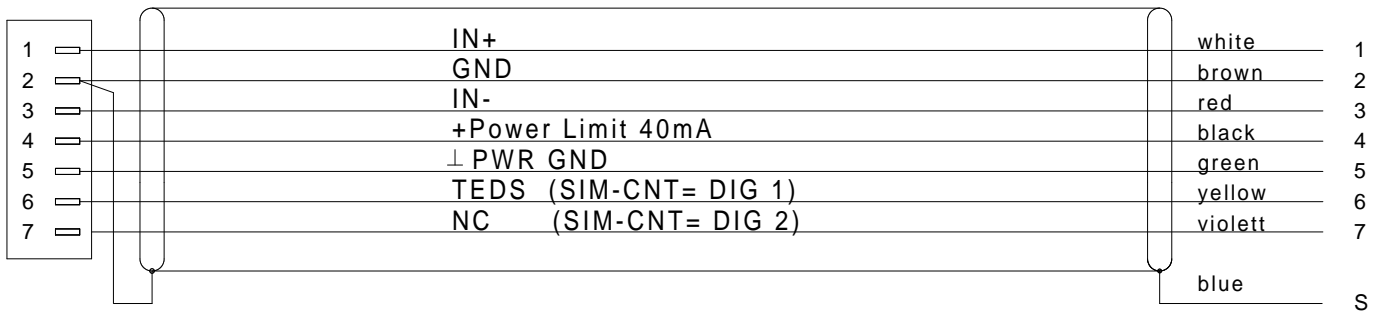 1 IN+ white 1
2 GND brown 2
3 IN- red 3
4 +Power Limit 40mA black 4
5 ⊥ PWR GND green 5
6 TEDS (SIM-CNT= DIG 1) yellow 6
7 NC (SIM-CNT= DIG 2) violett 7
blue S